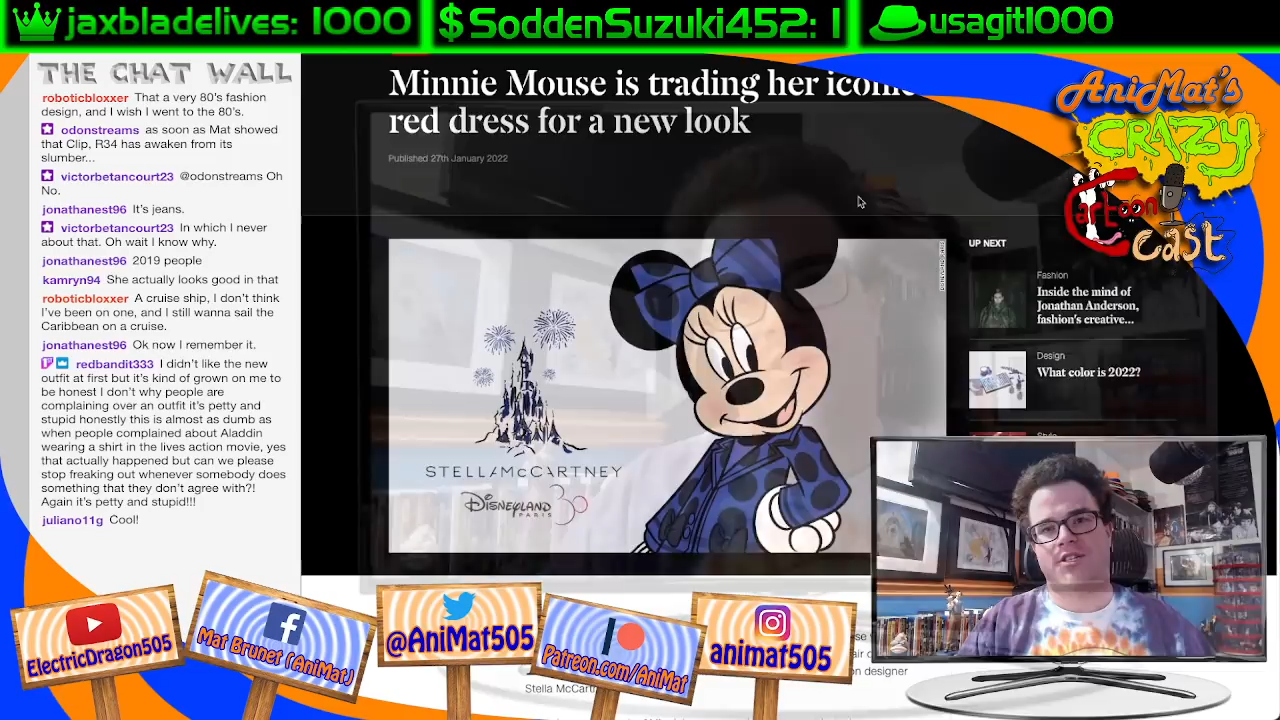 jaxbladelives: 1000
$SoddenSuzuki452: 1
usagit1000
THE CHAT WALL
roboticbloxxer That a very 80's fashion
design, and I wish I went to the 80's.
odonstreams as soon as Mat showed
that Clip, R34 has awaken from its
slumber...
victorbetancourt23 @odonstreams Oh
No.
jonathanest96 It's jeans.
victorbetancourt23 In which I never
about that. Oh wait I know why.
jonathanest96 2019 people
kamryn94 She actually looks good in that
roboticbloxxer A cruise ship, I don't think
I've been on one, and I still wanna sail the
Caribbean on a cruise.
jonathanest96 Ok now I remember it.
redbandit333 I didn't like the new
outfit at first but it's kind of grown on me to
be honest I don't why people are
complaining over an outfit it's petty and
stupid honestly this is almost as dumb as
when people complained about Aladdin
wearing a shirt in the lives action movie, yes
that actually happened but can we please
stop freaking out whenever somebody does
something that they don't agree with?!
Again it's petty and stupid!!!
juliano11g Cool!
Minnie Mouse is trading her iconic
red dress for a new look
Published 27th January 2022
STELLA McCARTNEY
Disneyland 30
PARIS
UP NEXT
Fashion
Inside the mind of
Jonathan Anderson,
fashion's creative...
Design
What color is 2022?
Style
AniMat's
CRAZY
Cartoon
Cast
ElectricDragon505
Mat Brunet (AniMat)
@AniMat505
Patreon.com/AniMat
animat505
on designer
Stella McCart